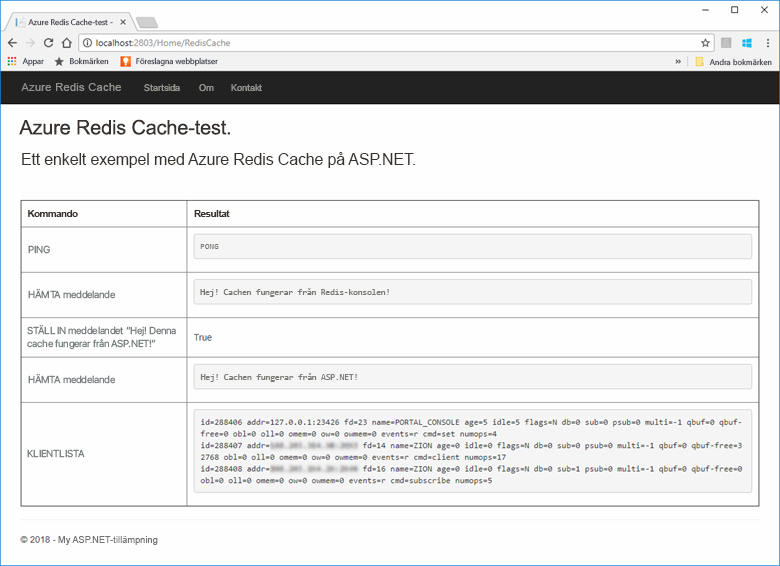 Azure Redis Cache-test -
localhost:2803/Home/RedisCache
Appar Bokmärken Föreslagna webbplatser » Andra bokmärken
Azure Redis Cache Startsida Om Kontakt
Azure Redis Cache-test.
Ett enkelt exempel med Azure Redis Cache på ASP.NET.
Kommando Resultat
PING PONG
HÄMTA meddelande Hej! Cachen fungerar från Redis-konsolen!
STÄLL IN meddelandet "Hej! Denna
cache fungerar från ASP.NET!"
True
HÄMTA meddelande Hej! Cachen fungerar från ASP.NET!
KLIENTLISTA
id=288406 addr=127.0.0.1:23426 fd=23 name=PORTAL_CONSOLE age=5 idle=5 flags=N db=0 sub=0 psub=0 multi=-1 qbuf=0 qbuf-
free=0 obl=0 oll=0 omem=0 ow=0 owmem=0 events=r cmd=set numops=4
id=288407 addr= fd=14 name=ZION age=0 idle=0 flags=N db=0 sub=0 psub=0 multi=-1 qbuf=0 qbuf-free=3
2768 obl=0 oll=0 omem=0 ow=0 owmem=0 events=r cmd=client numops=17
id=288408 addr= fd=16 name=ZION age=0 idle=0 flags=N db=0 sub=1 psub=0 multi=-1 qbuf=0 qbuf-free=0
obl=0 oll=0 omem=0 ow=0 owmem=0 events=r cmd=subscribe numops=5
© 2018 - My ASP.NET-tillämpning